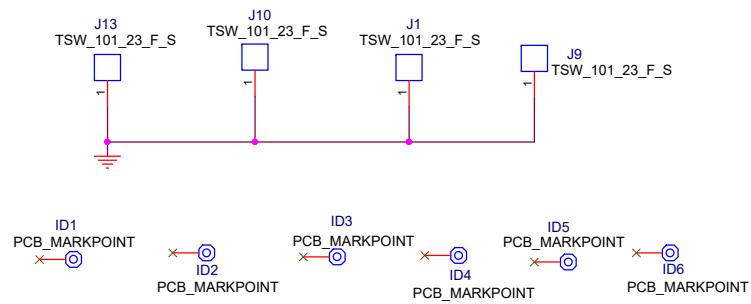 J13
TSW_101_23_F_S
J10
TSW_101_23_F_S
J1
TSW_101_23_F_S
J9
TSW_101_23_F_S
1
1
1
1
ID1
PCB_MARKPOINT
ID2
PCB_MARKPOINT
ID3
PCB_MARKPOINT
ID4
PCB_MARKPOINT
ID5
PCB_MARKPOINT
ID6
PCB_MARKPOINT